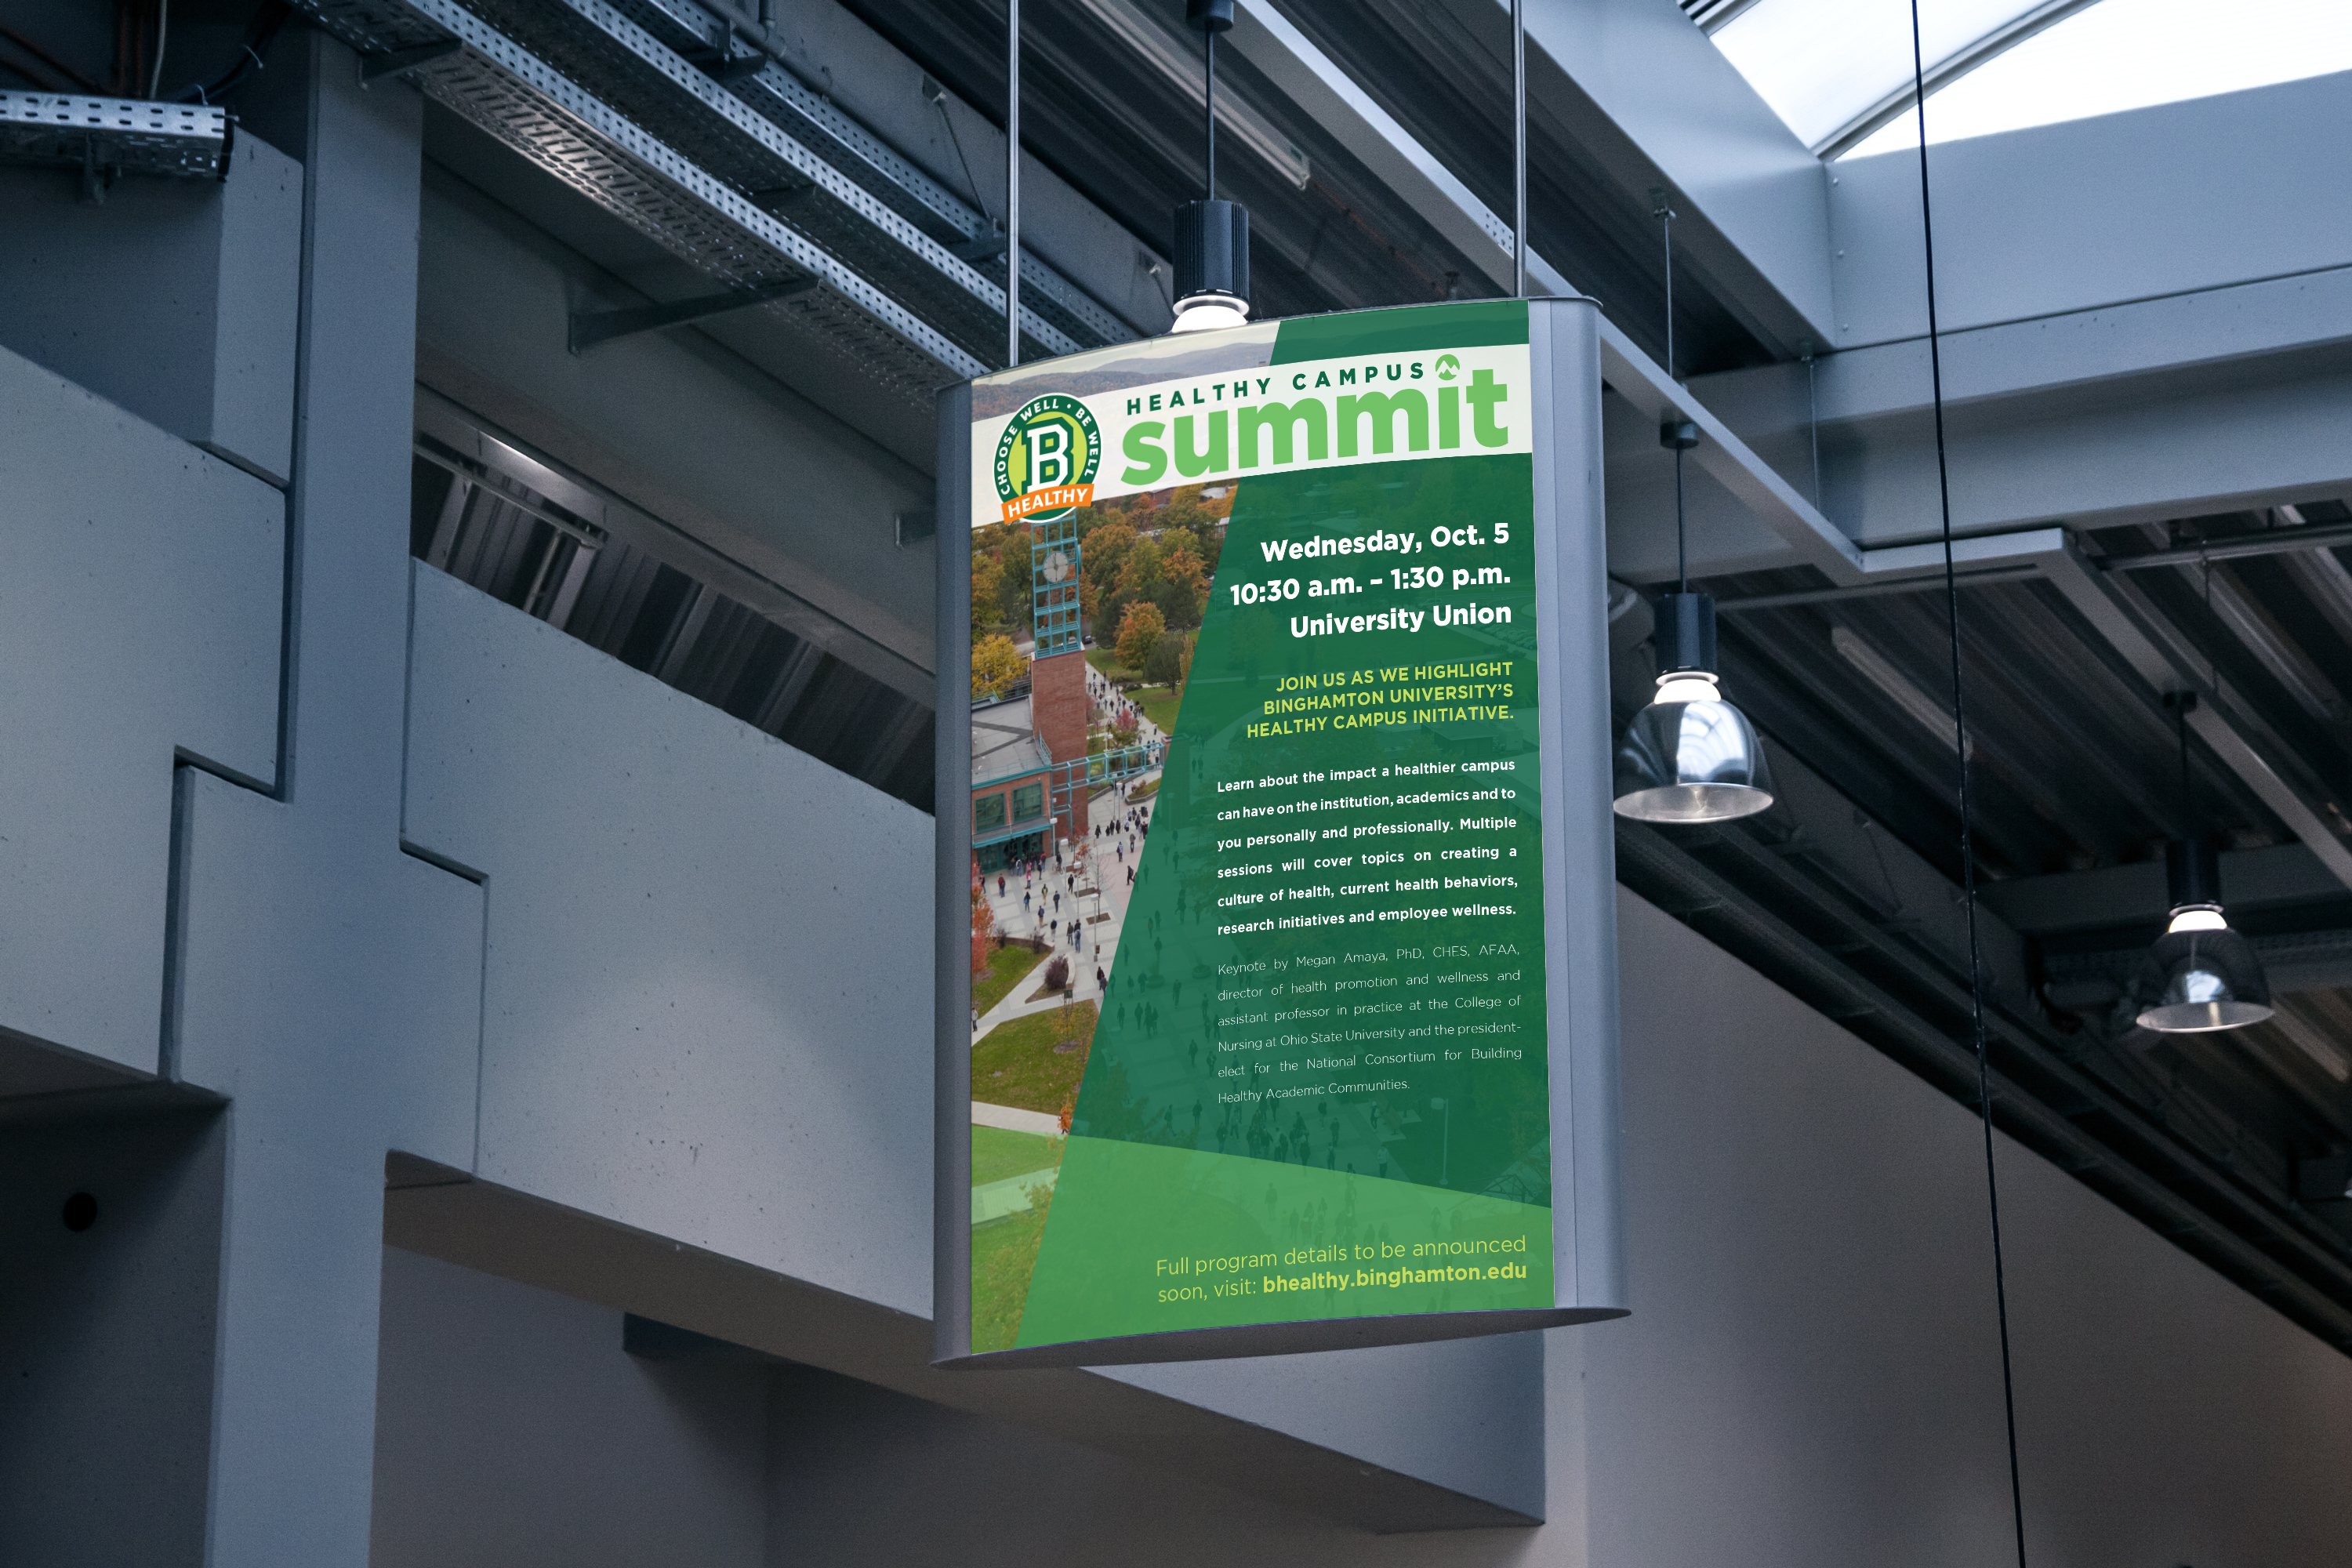 HEALTHY CAMPUS
summit
CHOOSE WELL • BE WELL
B
HEALTHY
Wednesday, Oct. 5
10:30 a.m. – 1:30 p.m.
University Union
JOIN US AS WE HIGHLIGHT
BINGHAMTON UNIVERSITY'S
HEALTHY CAMPUS INITIATIVE.
Learn about the impact a healthier campus
can have on the institution, academics and to
you personally and professionally. Multiple
sessions will cover topics on creating a
culture of health, current health behaviors,
research initiatives and employee wellness.
Keynote by Megan Amaya, PhD, CHES, AFAA,
director of health promotion and wellness and
assistant professor in practice at the College of
Nursing at Ohio State University and the president-
elect for the National Consortium for Building
Healthy Academic Communities.
Full program details to be announced
soon, visit: bhealthy.binghamton.edu